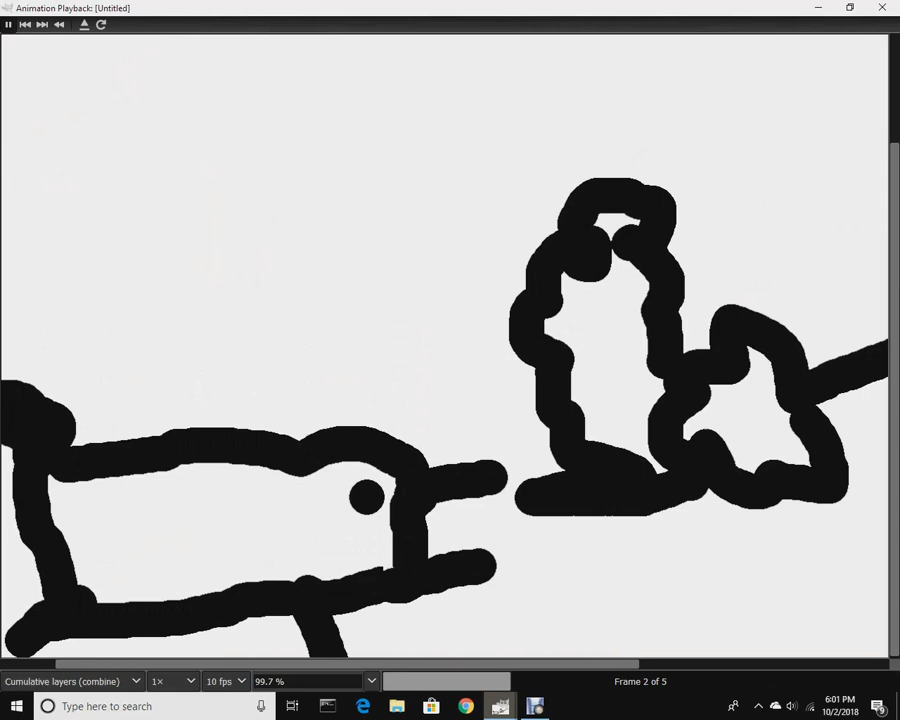 Animation Playback: [Untitled]
Cumulative layers (combine) 1× 10 fps 99.7 % Frame 2 of 5
Type here to search
6:01 PM
10/2/2018
9